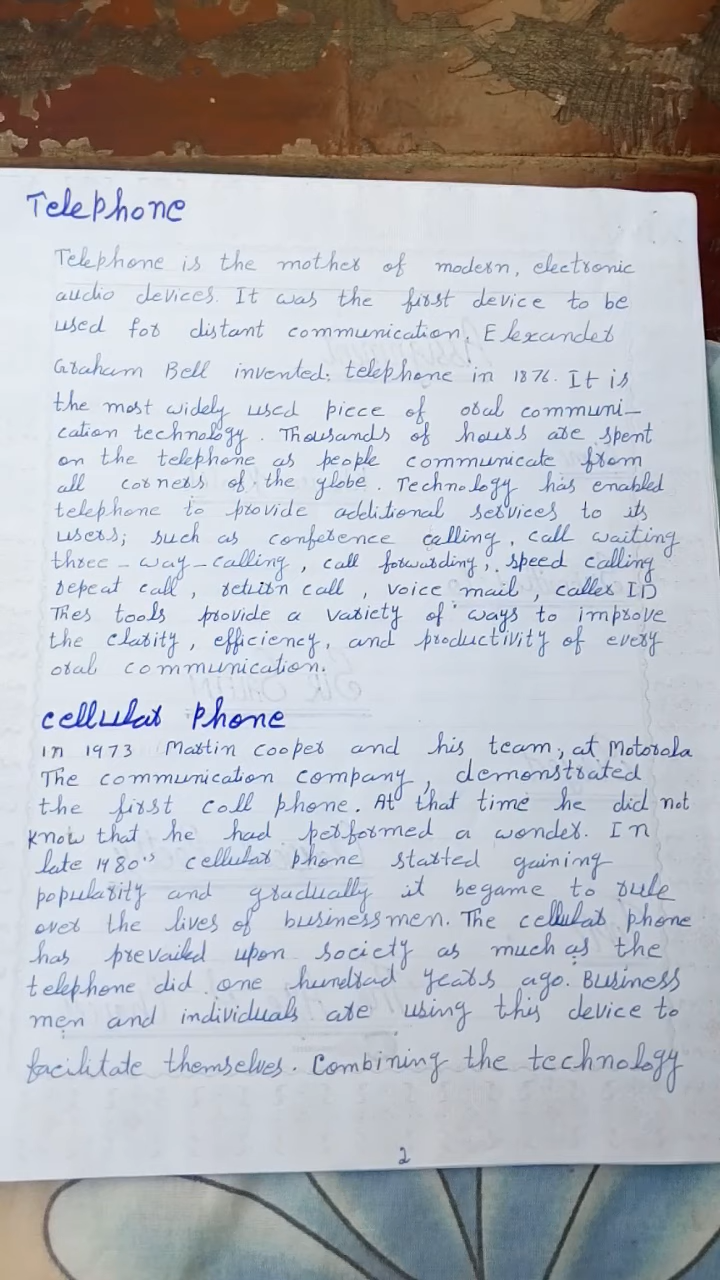 Telephone
Telephone is the mother of modern, electronic
audio devices. It was the first device to be
used for distant communication. Elexander
Graham Bell invented: telephone in 1876. It is
the most widely used piece of oral communi-
cation technology. Thousands of hours are spent
on the telephone as people communicate from
all corners of the globe. Technology has enabled
telephone to provide additional services to its
users; such as conference calling, call waiting
three-way-calling, call forwarding, speed calling
repeat call, return call, voice mail, caller ID
Thes tools provide a variety of ways to improve
the clarity, efficiency, and productivity of every
oral communication.
cellular Phone
in 1973 Martin cooper and his team, at Motorola
The communication company, demonstrated
the first coll phone. At that time he did not
know that he had performed a wonder. In
late 1980's cellular phone started gaining
popularity and gradually it begame to rule
over the lives of businessmen. The cellular phone
has prevailed upon society as much as the
telephone did one hundrad years ago. Business
men and individuals are using this device to
facilitate themselves. Combining the technology
2